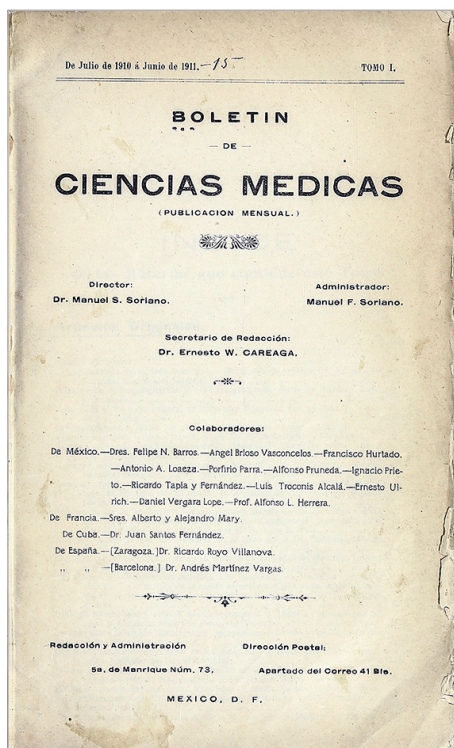 De Julio de 1910 á Junio de 1911.—15
TOMO I.
BOLETIN
— DE —
CIENCIAS MEDICAS
(PUBLICACION MENSUAL.)
Director:
Dr. Manuel S. Soriano.
Administrador:
Manuel F. Soriano.
Secretario de Redacción:
Dr. Ernesto W. CAREAGA.
Colaboradores:
De México.—Dres. Felipe N. Barros.—Angel Brioso Vasconcelos.—Francisco Hurtado.
—Antonio A. Loaeza.—Porfirio Parra.—Alfonso Pruneda.—Ignacio Prie-
to.—Ricardo Tapia y Fernández.—Luis Troconis Alcalá.—Ernesto Ul-
rich.—Daniel Vergara Lope.—Prof. Alfonso L. Herrera.
De Francia.—Sres. Alberto y Alejandro Mary.
De Cuba.—Dr. Juan Santos Fernández.
De España.—[Zaragoza.]Dr. Ricardo Royo Villanova.
„ „ —[Barcelona.] Dr. Andrés Martínez Vargas.
Redacción y Administración
5a. de Manrique Núm. 73.
Dirección Postal:
Apartado del Correo 41 Bis.
MEXICO, D. F.